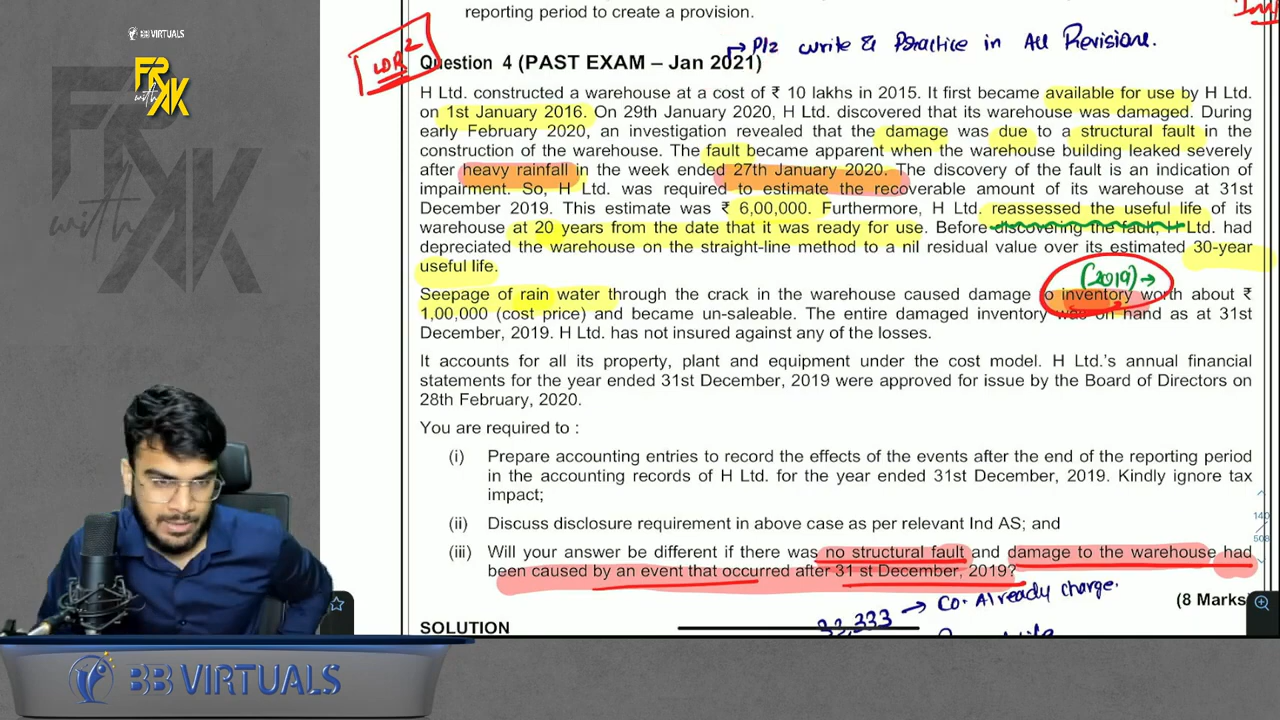 reporting period to create a provision.
BB VIRTUALS
FR
with
AK
LDR²
Plz write & Practice in All Revisions.
Question 4 (PAST EXAM – Jan 2021)
H Ltd. constructed a warehouse at a cost of ₹ 10 lakhs in 2015. It first became available for use by H Ltd.
on 1st January 2016. On 29th January 2020, H Ltd. discovered that its warehouse was damaged. During
early February 2020, an investigation revealed that the damage was due to a structural fault in the
construction of the warehouse. The fault became apparent when the warehouse building leaked severely
after heavy rainfall in the week ended 27th January 2020. The discovery of the fault is an indication of
impairment. So, H Ltd. was required to estimate the recoverable amount of its warehouse at 31st
December 2019. This estimate was ₹ 6,00,000. Furthermore, H Ltd. reassessed the useful life of its
warehouse at 20 years from the date that it was ready for use. Before discovering the fault, H Ltd. had
depreciated the warehouse on the straight-line method to a nil residual value over its estimated 30-year
useful life.
(2019) →
Seepage of rain water through the crack in the warehouse caused damage to inventory worth about ₹
1,00,000 (cost price) and became un-saleable. The entire damaged inventory was on hand as at 31st
December, 2019. H Ltd. has not insured against any of the losses.
It accounts for all its property, plant and equipment under the cost model. H Ltd.'s annual financial
statements for the year ended 31st December, 2019 were approved for issue by the Board of Directors on
28th February, 2020.
You are required to :
(i) Prepare accounting entries to record the effects of the events after the end of the reporting period
in the accounting records of H Ltd. for the year ended 31st December, 2019. Kindly ignore tax
impact;
(ii) Discuss disclosure requirement in above case as per relevant Ind AS; and
(iii) Will your answer be different if there was no structural fault and damage to the warehouse had
been caused by an event that occurred after 31 st December, 2019?
(8 Marks
33,333 → Co. Already charge.
SOLUTION
140
508
BB VIRTUALS